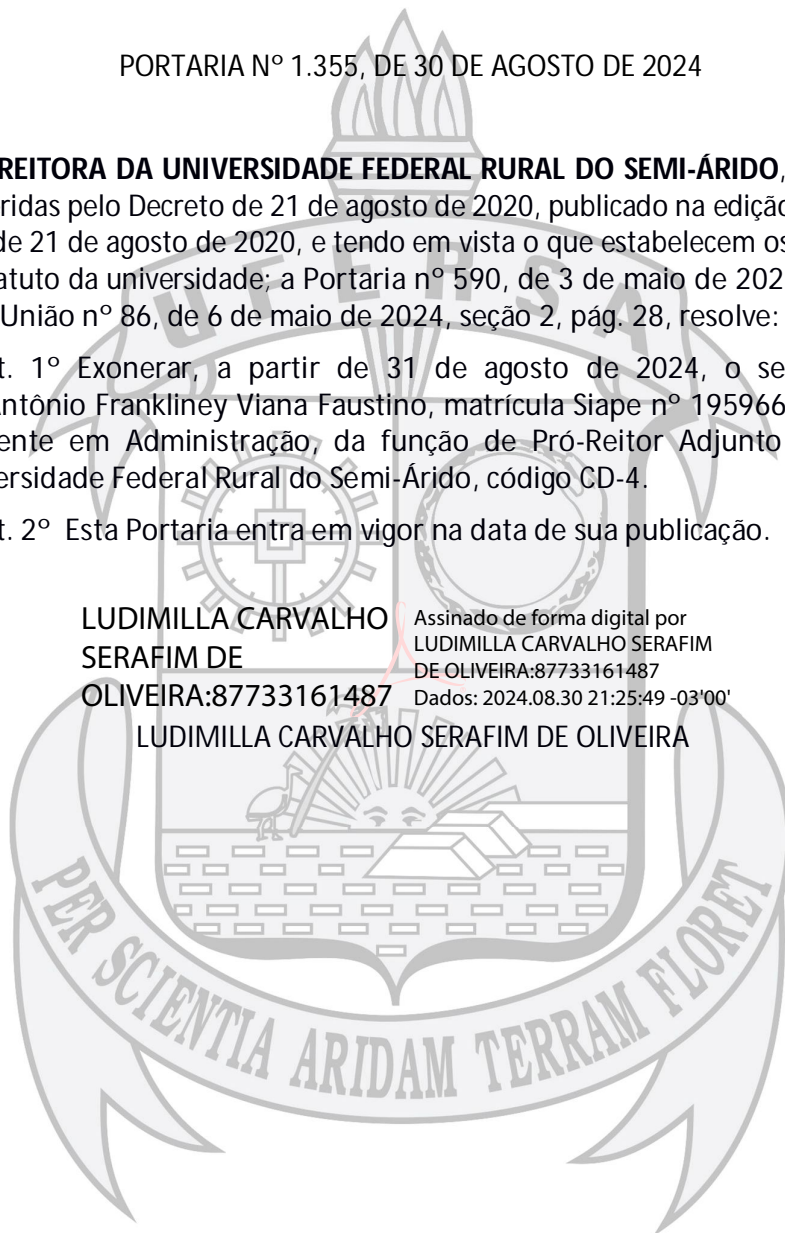 PORTARIA Nº 1.355, DE 30 DE AGOSTO DE 2024
REITORA DA UNIVERSIDADE FEDERAL RURAL DO SEMI-ÁRIDO,
ridas pelo Decreto de 21 de agosto de 2020, publicado na edição
de 21 de agosto de 2020, e tendo em vista o que estabelecem os
atuto da universidade; a Portaria nº 590, de 3 de maio de 202
União nº 86, de 6 de maio de 2024, seção 2, pág. 28, resolve:
t. 1º Exonerar, a partir de 31 de agosto de 2024, o se
Antônio Frankliney Viana Faustino, matrícula Siape nº 195966
ente em Administração, da função de Pró-Reitor Adjunto
ersidade Federal Rural do Semi-Árido, código CD-4.
t. 2º Esta Portaria entra em vigor na data de sua publicação.
LUDIMILLA CARVALHO
SERAFIM DE
OLIVEIRA:87733161487
Assinado de forma digital por
LUDIMILLA CARVALHO SERAFIM
DE OLIVEIRA:87733161487
Dados: 2024.08.30 21:25:49 -03'00'
LUDIMILLA CARVALHO SERAFIM DE OLIVEIRA
UFERSA
PER SCIENTIA ARIDAM TERRAM FLORET